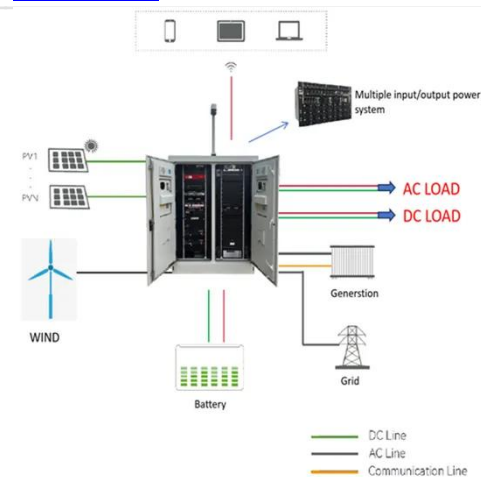 Multiple input/output power
system
PV1
PVN
AC LOAD
DC LOAD
Generstion
WIND
Grid
Battery
DC Line
AC Line
Communication Line